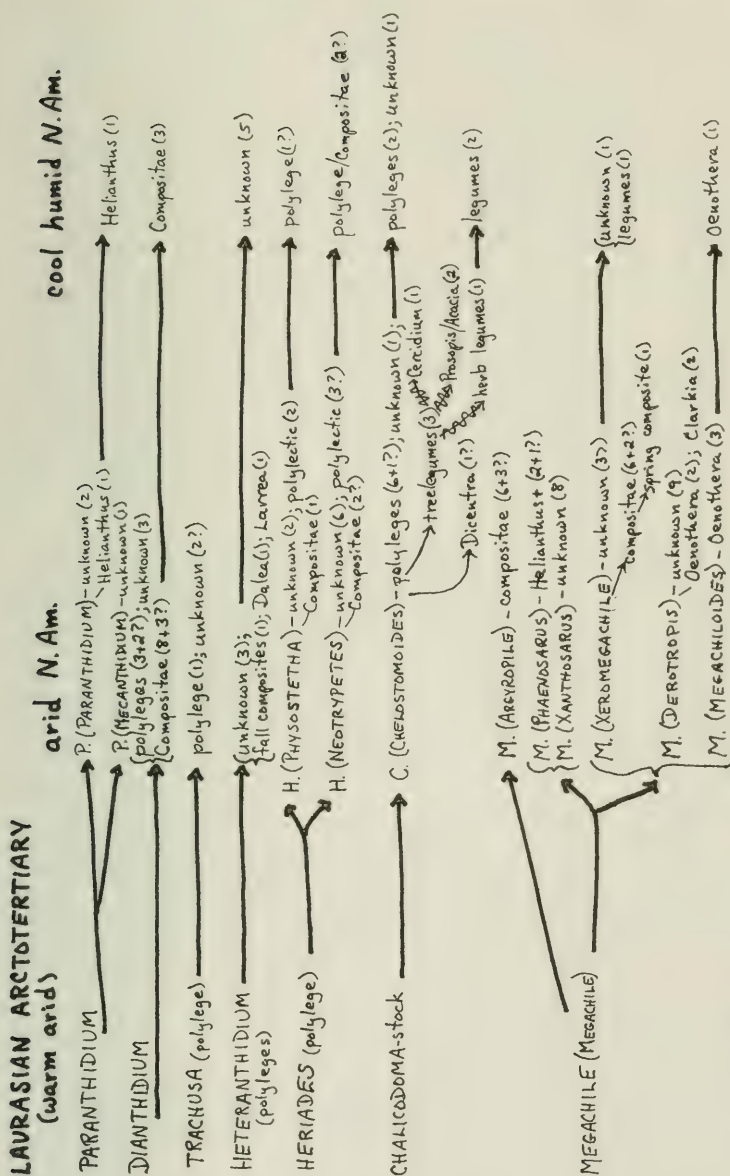 LAURASIAN ARCTOTERTIARY
(warm arid)
arid N.Am.
cool humid N.Am.
PARANTHIDIUM
P. (PARANTHIDIUM)-unknown (2)
Helianthus (1)
Helianthus (1)
P. (MECANTHIDIUM)-unknown (1)
DIANTHIDIUM
{polyleges (3+2?); unknown (3)
{Compositae (8+3?)
Compositae (3)
TRACHUSA (polylege)
polylege (1); unknown (2?)
HETERANTHIDIUM
(polyleges)
{unknown (3);
{fall composites (1); Dalea (1); Larrea (1)
unknown (5)
HERIADES (polylege)
H. (PHYSOSTETHA)-unknown (2); polylectic (2)
Compositae (1)
polylege (1?)
H. (NEOTRYPETES)-unknown (6); polylectic (3?)
Compositae (2?)
polylege/Compositae (2?)
CHALICODOMA-stock
C. (CHELOSTOMOIDES)-polyleges (6+1?); unknown (1);
polyleges (2); unknown (1)
tree legumes (3)
Cercidium (1)
Prosopis/Acacia (2)
Dicentra (1?)
herb legumes (1)
legumes (2)
MEGACHILE (MEGACHILE)
M. (ARGYROPILE)-compositae (6+3?)
{M. (PHAENOSARUS)-Helianthus+ (2+1?)
{M. (XANTHOSARUS)-unknown (8)
M. (XEROMEGACHILE)-unknown (37)
compositae (6+2?)
spring composite (1)
{unknown (1)
{legumes (1)
M. (DEROTROPIS)-unknown (9)
Oenothera (2); Clarkia (2)
M. (MEGACHILOIDES)-Oenothera (3)
Oenothera (1)